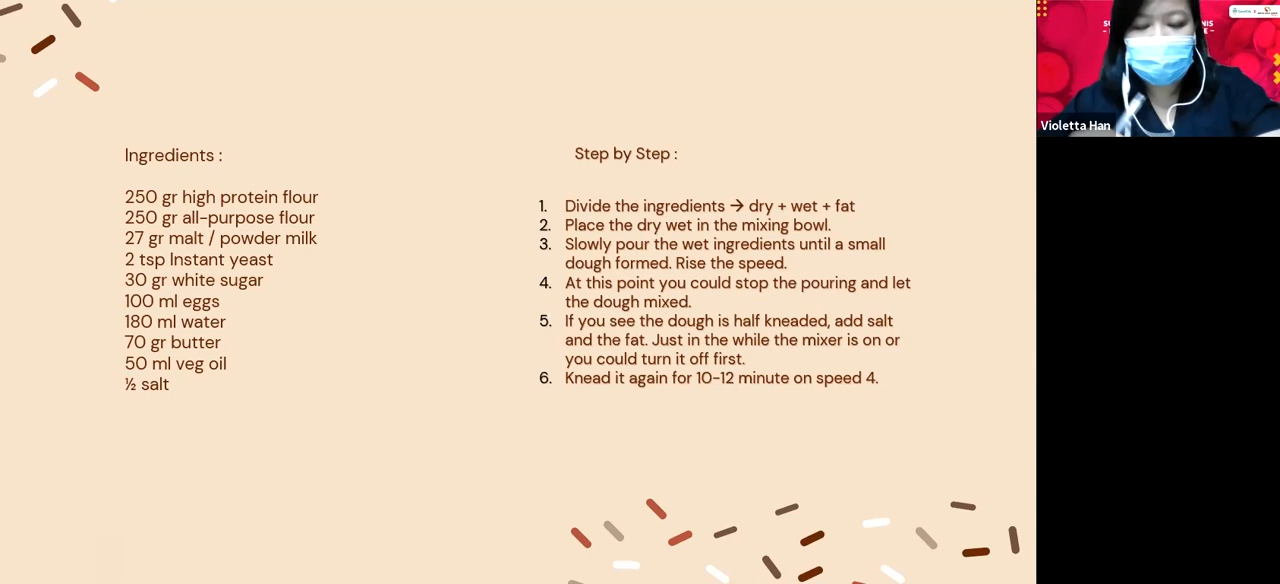 Ingredients :
250 gr high protein flour
250 gr all-purpose flour
27 gr malt / powder milk
2 tsp Instant yeast
30 gr white sugar
100 ml eggs
180 ml water
70 gr butter
50 ml veg oil
½ salt
Step by Step :
1. Divide the ingredients → dry + wet + fat
2. Place the dry wet in the mixing bowl.
3. Slowly pour the wet ingredients until a small
dough formed. Rise the speed.
4. At this point you could stop the pouring and let
the dough mixed.
5. If you see the dough is half kneaded, add salt
and the fat. Just in the while the mixer is on or
you could turn it off first.
6. Knead it again for 10-12 minute on speed 4.
Violetta Han